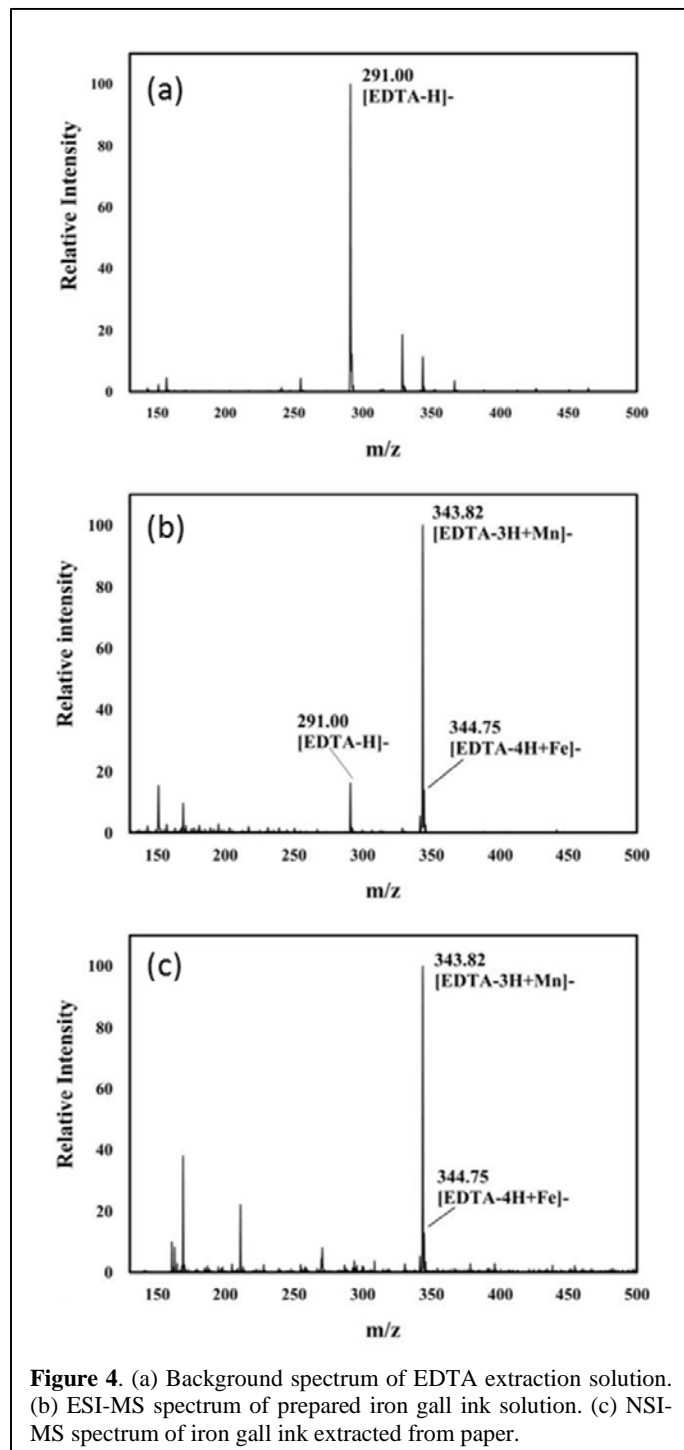 (a)
291.00
[EDTA-H]-
Relative Intensity
100
80
60
40
20
0
150 200 250 300 350 400 450 500
m/z
(b)
343.82
[EDTA-3H+Mn]-
291.00
[EDTA-H]-
344.75
[EDTA-4H+Fe]-
Relative intensity
100
80
60
40
20
0
150 200 250 300 350 400 450 500
m/z
(c)
343.82
[EDTA-3H+Mn]-
344.75
[EDTA-4H+Fe]-
Relative Intensity
100
80
60
40
20
0
150 200 250 300 350 400 450 500
m/z
Figure 4. (a) Background spectrum of EDTA extraction solution.
(b) ESI-MS spectrum of prepared iron gall ink solution. (c) NSI-
MS spectrum of iron gall ink extracted from paper.